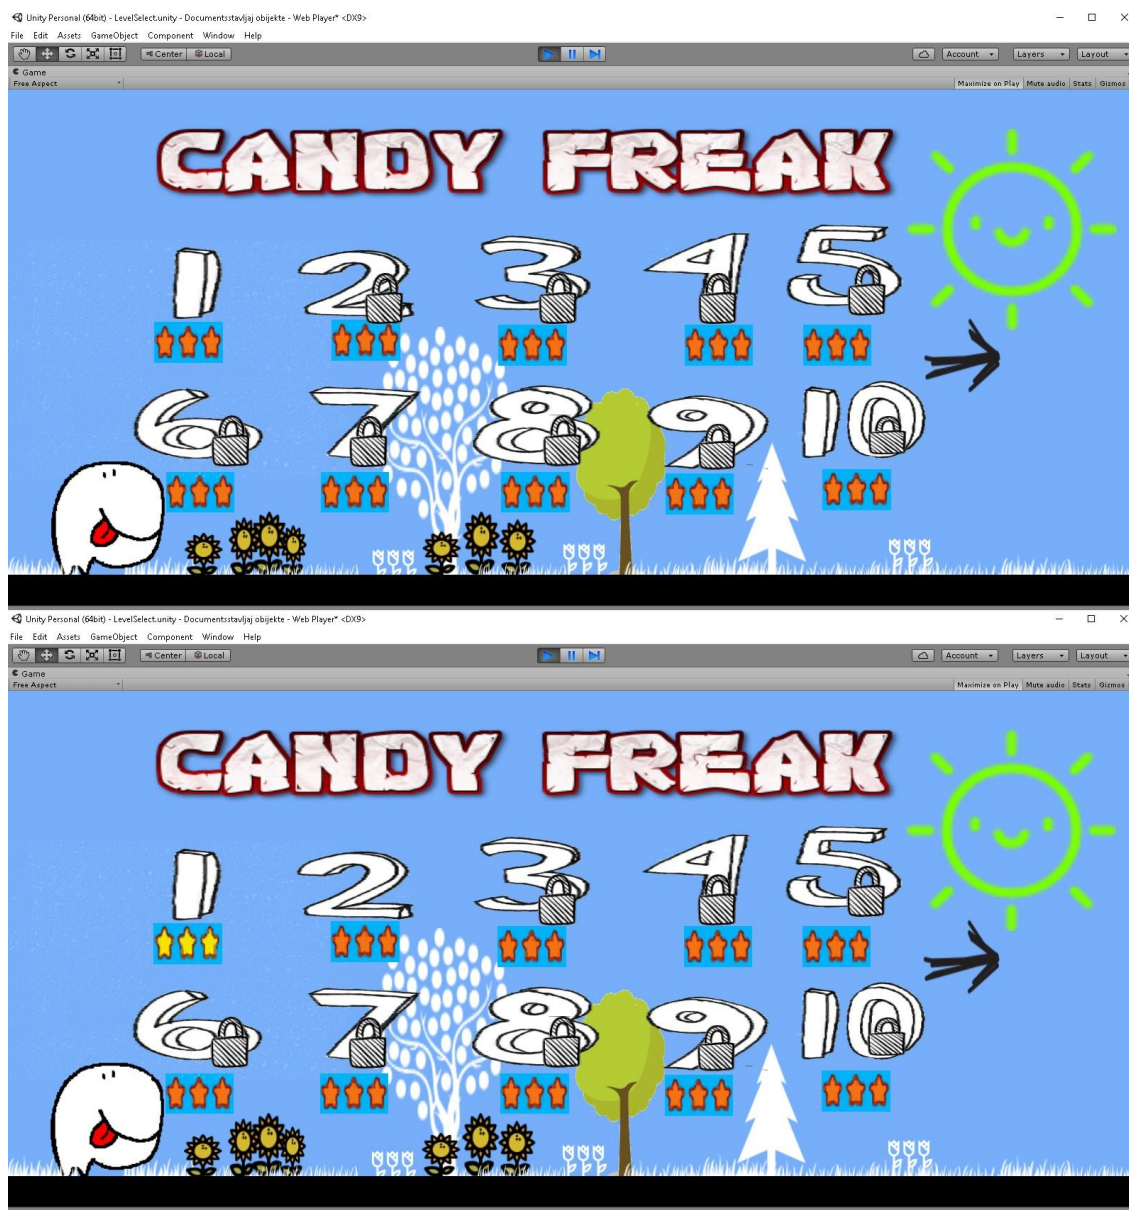 Unity Personal (64bit) - LevelSelect.unity - Documentsstavljaj obijekte - Web Player* <DX9>
File Edit Assets GameObject Component Window Help
Center Local Account Layers Layout
Game
Free Aspect Maximize on Play Mute audio Stats Gizmos
CANDY FREAK
1 2 3 4 5
6 7 8 9 10
Unity Personal (64bit) - LevelSelect.unity - Documentsstavljaj obijekte - Web Player* <DX9>
File Edit Assets GameObject Component Window Help
Center Local Account Layers Layout
Game
Free Aspect Maximize on Play Mute audio Stats Gizmos
CANDY FREAK
1 2 3 4 5
6 7 8 9 10